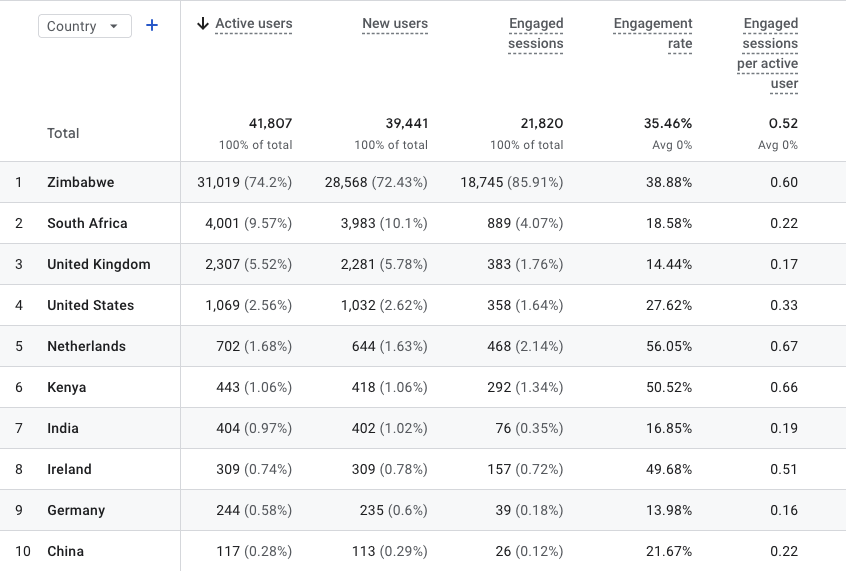 Country + ↓ Active users New users Engaged sessions Engagement rate Engaged sessions per active user
Total 41,807 39,441 21,820 35.46% 0.52
100% of total 100% of total 100% of total Avg 0% Avg 0%
1 Zimbabwe 31,019 (74.2%) 28,568 (72.43%) 18,745 (85.91%) 38.88% 0.60
2 South Africa 4,001 (9.57%) 3,983 (10.1%) 889 (4.07%) 18.58% 0.22
3 United Kingdom 2,307 (5.52%) 2,281 (5.78%) 383 (1.76%) 14.44% 0.17
4 United States 1,069 (2.56%) 1,032 (2.62%) 358 (1.64%) 27.62% 0.33
5 Netherlands 702 (1.68%) 644 (1.63%) 468 (2.14%) 56.05% 0.67
6 Kenya 443 (1.06%) 418 (1.06%) 292 (1.34%) 50.52% 0.66
7 India 404 (0.97%) 402 (1.02%) 76 (0.35%) 16.85% 0.19
8 Ireland 309 (0.74%) 309 (0.78%) 157 (0.72%) 49.68% 0.51
9 Germany 244 (0.58%) 235 (0.6%) 39 (0.18%) 13.98% 0.16
10 China 117 (0.28%) 113 (0.29%) 26 (0.12%) 21.67% 0.22